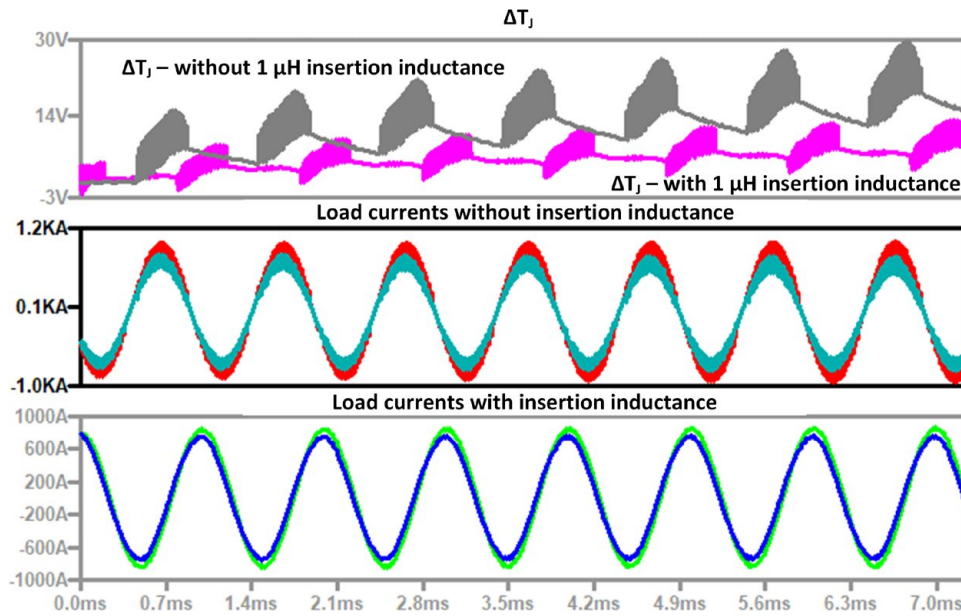 ΔTJ
30V
ΔTJ – without 1 µH insertion inductance
14V
ΔTJ – with 1 µH insertion inductance
-3V
Load currents without insertion inductance
1.2KA
0.1KA
-1.0KA
Load currents with insertion inductance
1000A
600A
200A
-200A
-600A
-1000A
0.0ms 0.7ms 1.4ms 2.1ms 2.8ms 3.5ms 4.2ms 4.9ms 5.6ms 6.3ms 7.0ms